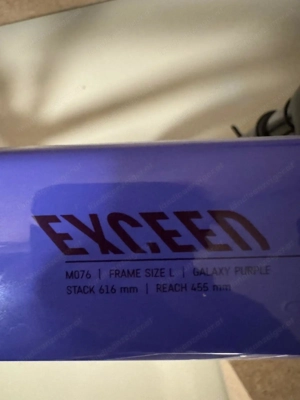 EXCEED
M076 | FRAME SIZE L | GALAXY PURPLE
STACK 616 mm | REACH 455 mm